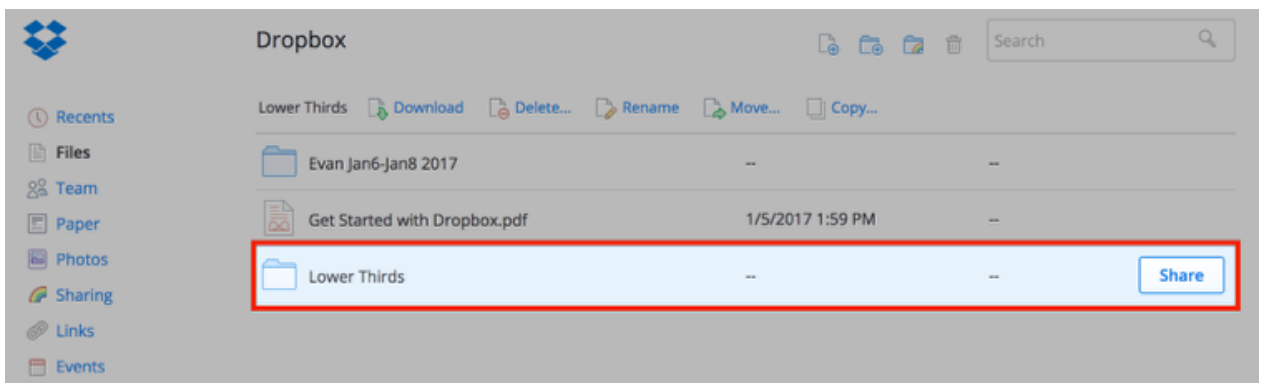 Dropbox
Search
Lower Thirds Download Delete... Rename Move... Copy...
Recents
Files
Team
Paper
Photos
Sharing
Links
Events
Evan Jan6-Jan8 2017 -- --
Get Started with Dropbox.pdf 1/5/2017 1:59 PM --
Lower Thirds -- -- Share